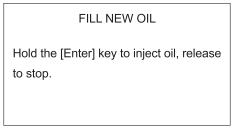 FILL NEW OIL
Hold the [Enter] key to inject oil, release
to stop.